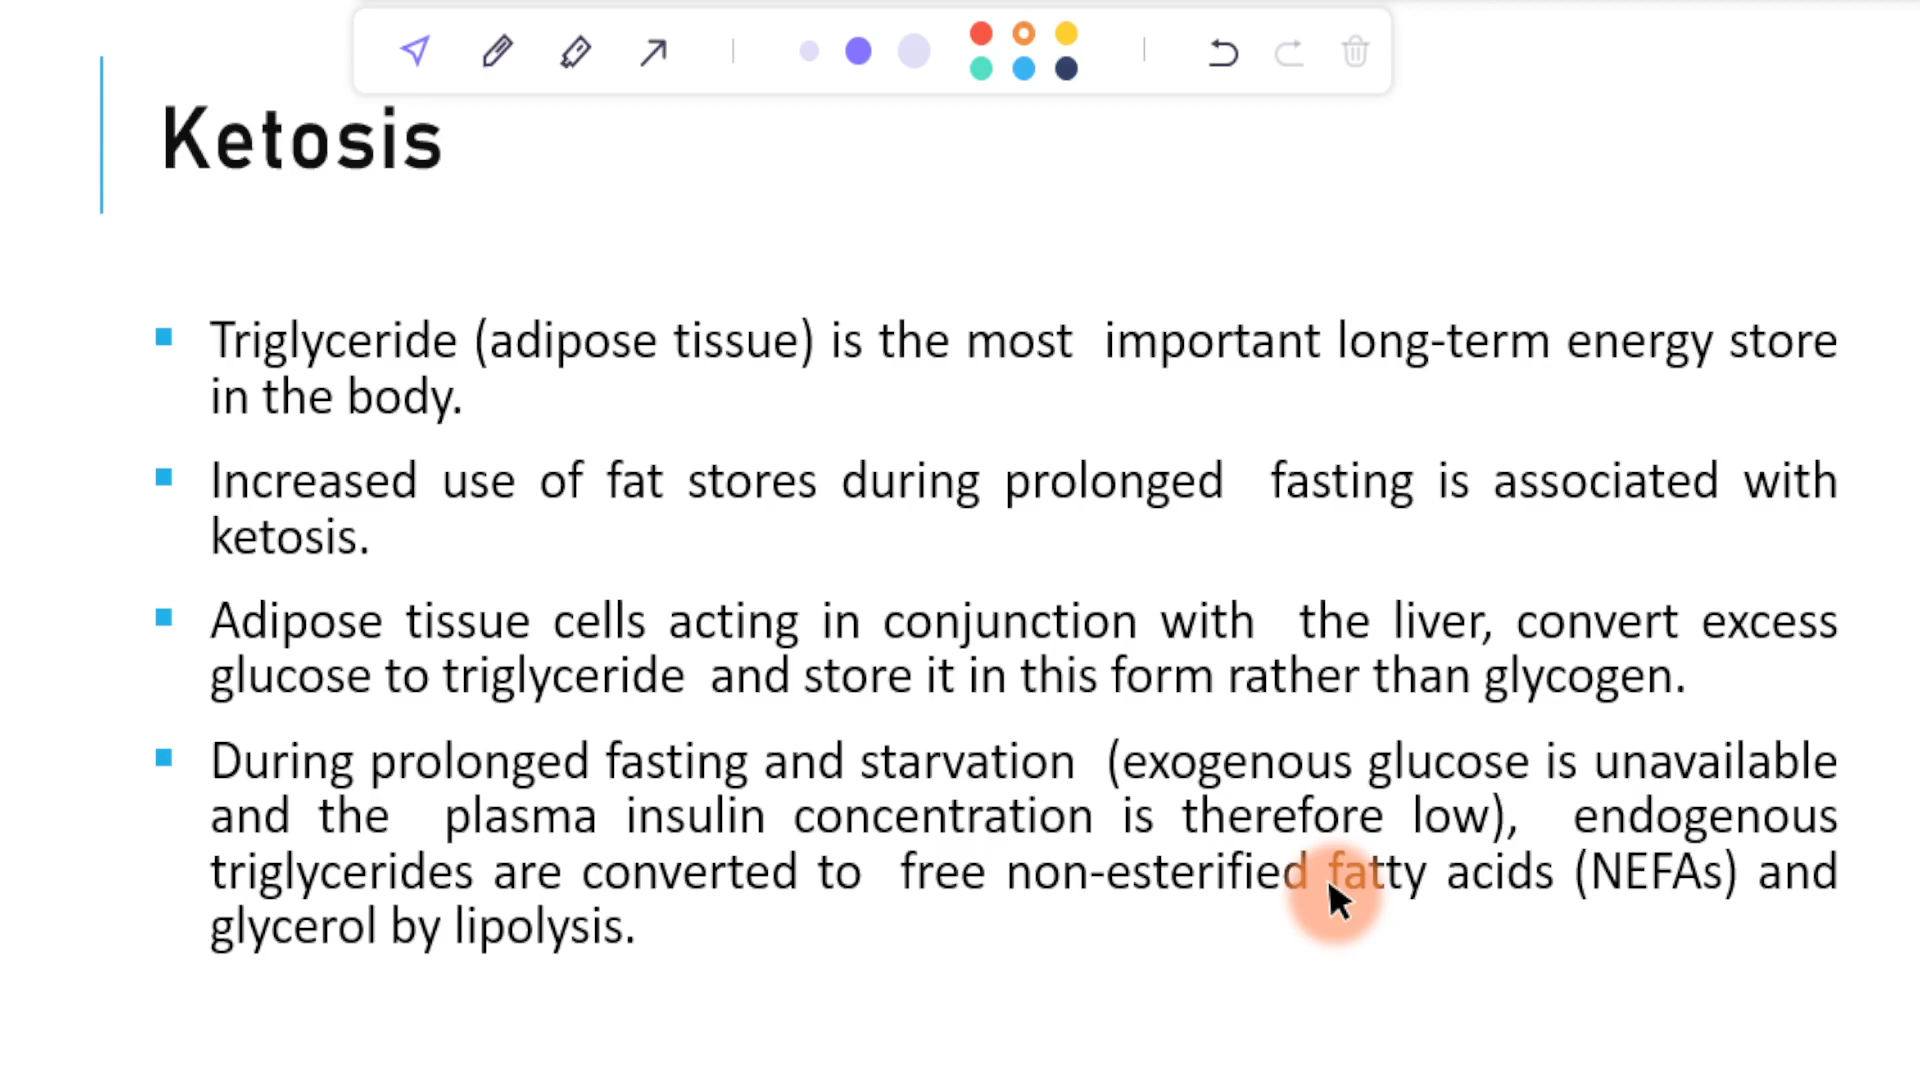 Ketosis
Triglyceride (adipose tissue) is the most important long-term energy store
in the body.
Increased use of fat stores during prolonged fasting is associated with
ketosis.
Adipose tissue cells acting in conjunction with the liver, convert excess
glucose to triglyceride and store it in this form rather than glycogen.
During prolonged fasting and starvation (exogenous glucose is unavailable
and the plasma insulin concentration is therefore low), endogenous
triglycerides are converted to free non-esterified fatty acids (NEFAs) and
glycerol by lipolysis.